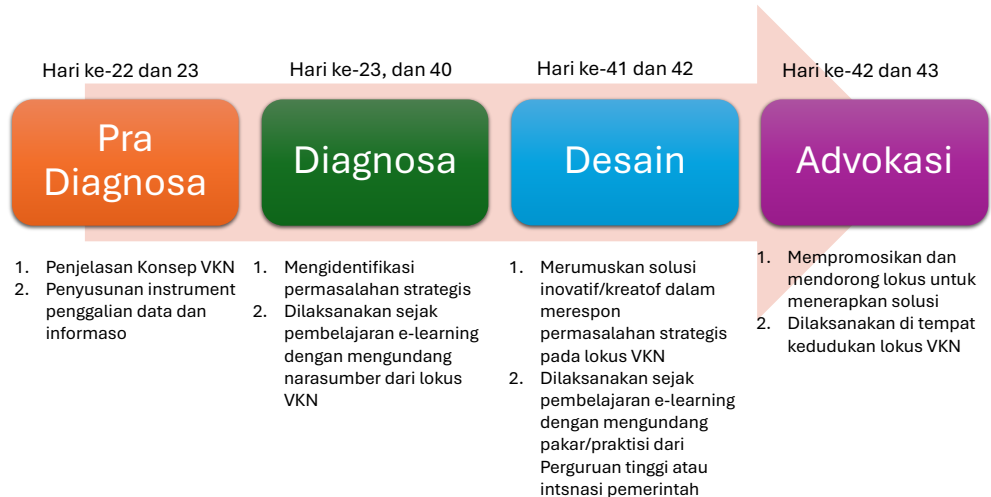 Hari ke-22 dan 23
Pra
Diagnosa
1. Penjelasan Konsep VKN
2. Penyusunan instrument
penggalian data dan
informaso
Hari ke-23, dan 40
Diagnosa
1. Mengidentifikasi
permasalahan strategis
2. Dilaksanakan sejak
pembelajaran e-learning
dengan mengundang
narasumber dari lokus
VKN
Hari ke-41 dan 42
Desain
1. Merumuskan solusi
inovatif/kreatof dalam
merespon
permasalahan strategis
pada lokus VKN
2. Dilaksanakan sejak
pembelajaran e-learning
dengan mengundang
pakar/praktisi dari
Perguruan tinggi atau
intsnasi pemerintah
Hari ke-42 dan 43
Advokasi
1. Mempromosikan dan
mendorong lokus untuk
menerapkan solusi
2. Dilaksanakan di tempat
kedudukan lokus VKN